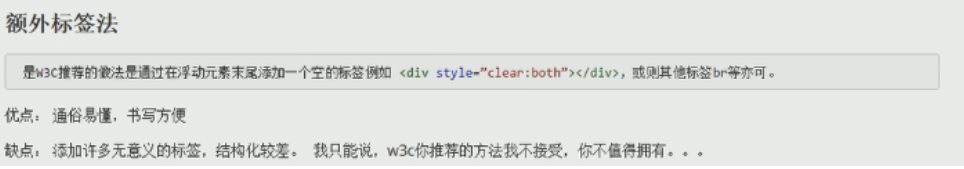 额外标签法
是W3C推荐的做法是通过在浮动元素末尾添加一个空的标签例如 <div style="clear:both"></div>, 或则其他标签br等亦可。
优点: 通俗易懂, 书写方便
缺点: 添加许多无意义的标签, 结构化较差。 我只能说, w3c你推荐的方法我不接受, 你不值得拥有。。。